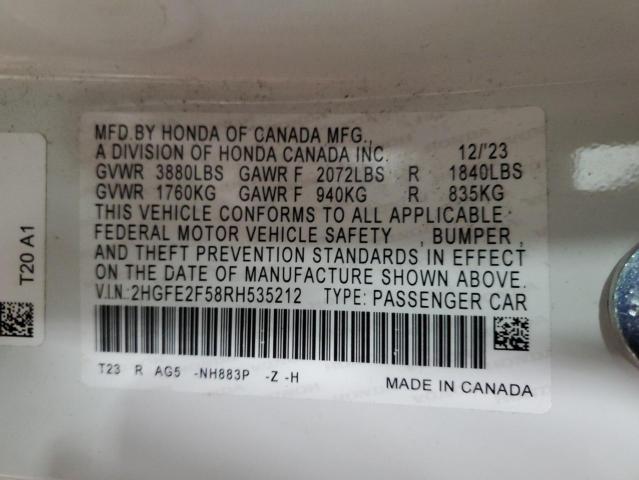 MFD.BY HONDA OF CANADA MFG.,
A DIVISION OF HONDA CANADA INC. 12/'23
GVWR 3880LBS GAWR F 2072LBS R 1840LBS
GVWR 1760KG GAWR F 940KG R 835KG
THIS VEHICLE CONFORMS TO ALL APPLICABLE
FEDERAL MOTOR VEHICLE SAFETY , BUMPER ,
AND THEFT PREVENTION STANDARDS IN EFFECT
ON THE DATE OF MANUFACTURE SHOWN ABOVE.
V.I.N.:2HGFE2F58RH535212 TYPE: PASSENGER CAR
T23 R AG5 -NH883P -Z -H
MADE IN CANADA
T20 A1